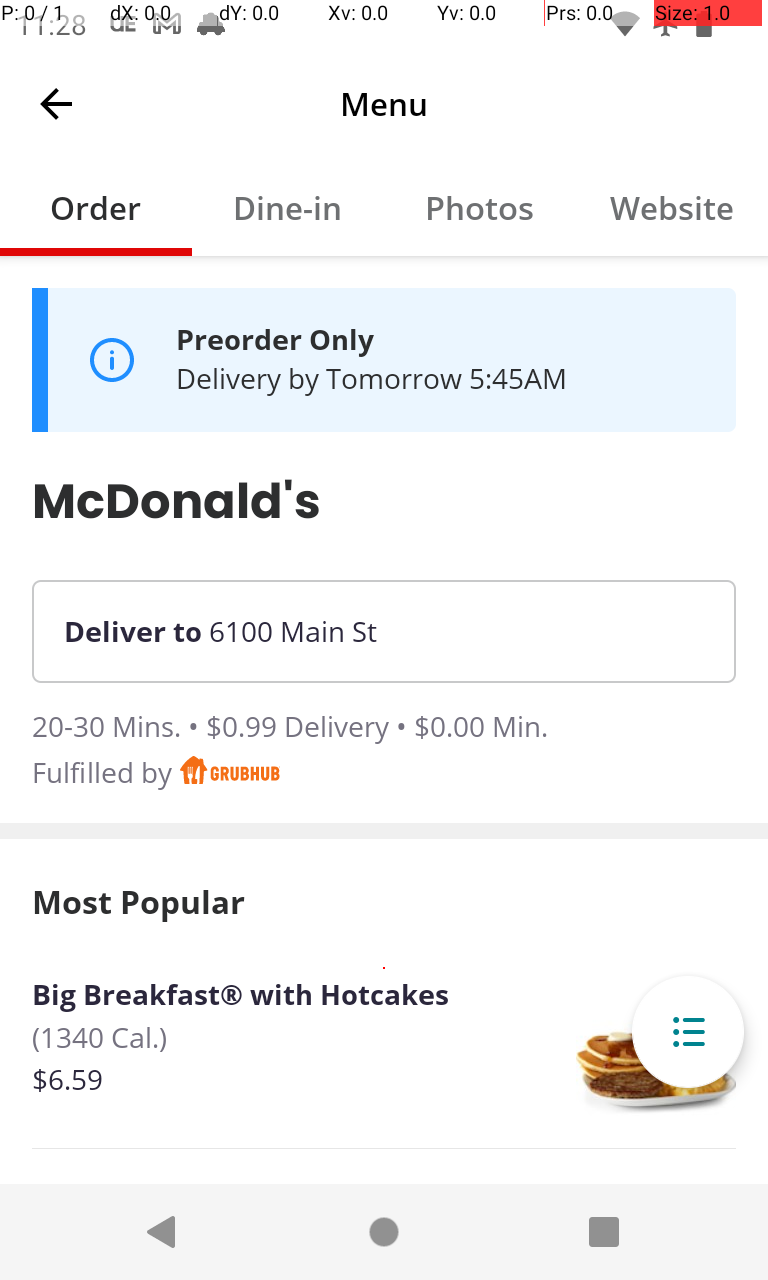 P: 0 / 1 dX: 0.0 dY: 0.0 Xv: 0.0 Yv: 0.0 Prs: 0.0 Size: 1.0
11:28
Menu
Order Dine-in Photos Website
Preorder Only
Delivery by Tomorrow 5:45AM
McDonald's
Deliver to 6100 Main St
20-30 Mins. • $0.99 Delivery • $0.00 Min.
Fulfilled by GRUBHUB
Most Popular
Big Breakfast® with Hotcakes
(1340 Cal.)
$6.59